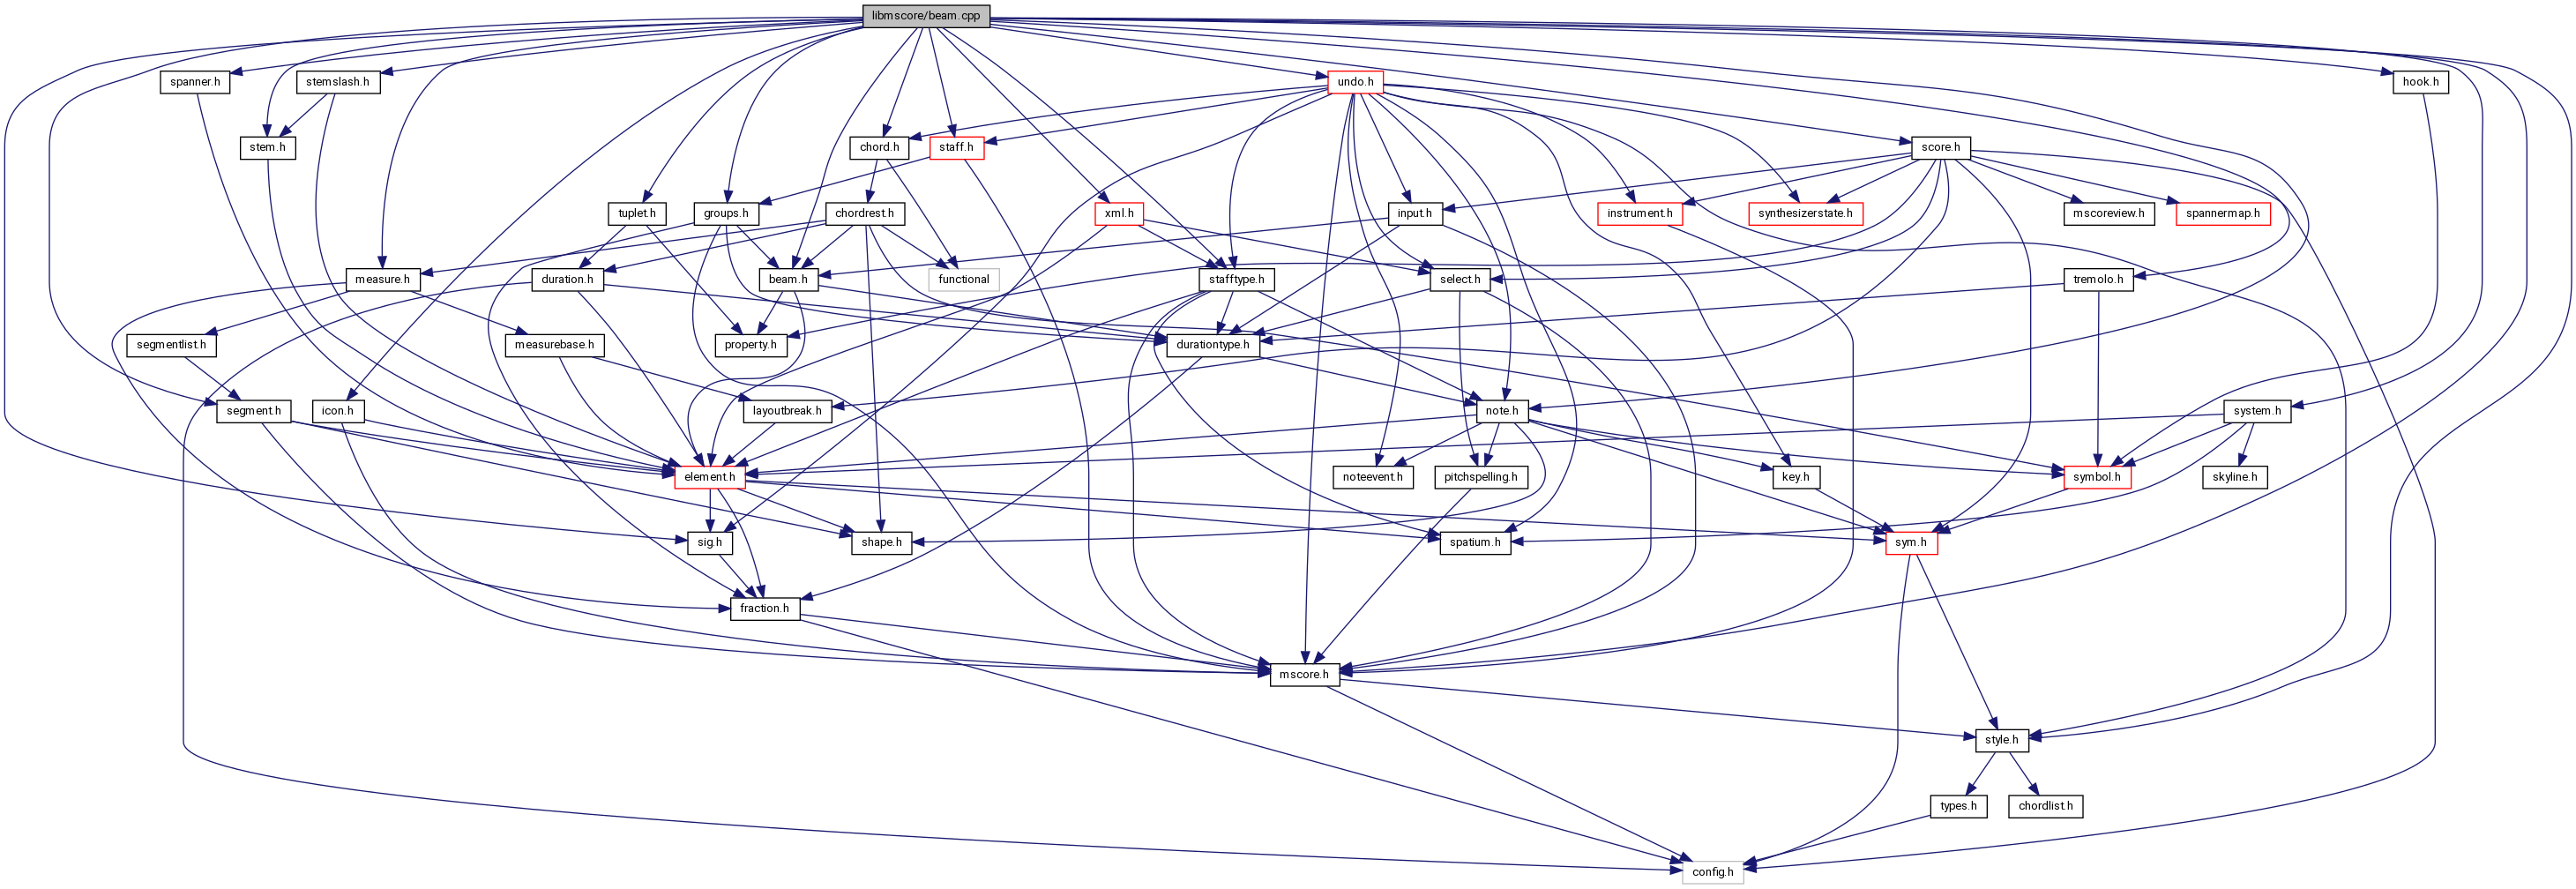 libmscore/beam.cpp
spanner.h
stemslash.h
undo.h
hook.h
stem.h
chord.h
staff.h
score.h
tuplet.h
groups.h
chordrest.h
xml.h
input.h
instrument.h
synthesizerstate.h
mscoreview.h
spannermap.h
measure.h
duration.h
beam.h
functional
stafftype.h
select.h
tremolo.h
segmentlist.h
measurebase.h
property.h
durationtype.h
segment.h
icon.h
layoutbreak.h
note.h
system.h
element.h
noteevent.h
pitchspelling.h
key.h
symbol.h
skyline.h
sig.h
shape.h
spatium.h
sym.h
fraction.h
mscore.h
style.h
types.h
chordlist.h
config.h